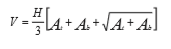 V = H/3 [A_t + A_b + √(A_t + A_b)]